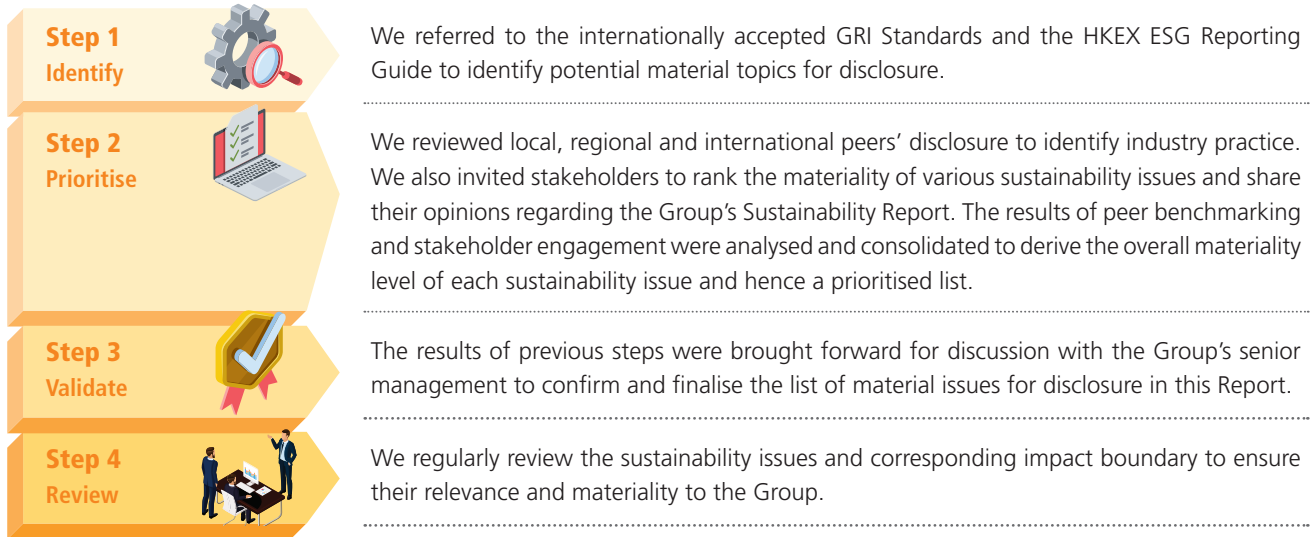 Step 1
Identify
We referred to the internationally accepted GRI Standards and the HKEX ESG Reporting
Guide to identify potential material topics for disclosure.
Step 2
Prioritise
We reviewed local, regional and international peers’ disclosure to identify industry practice.
We also invited stakeholders to rank the materiality of various sustainability issues and share
their opinions regarding the Group’s Sustainability Report. The results of peer benchmarking
and stakeholder engagement were analysed and consolidated to derive the overall materiality
level of each sustainability issue and hence a prioritised list.
Step 3
Validate
The results of previous steps were brought forward for discussion with the Group’s senior
management to confirm and finalise the list of material issues for disclosure in this Report.
Step 4
Review
We regularly review the sustainability issues and corresponding impact boundary to ensure
their relevance and materiality to the Group.